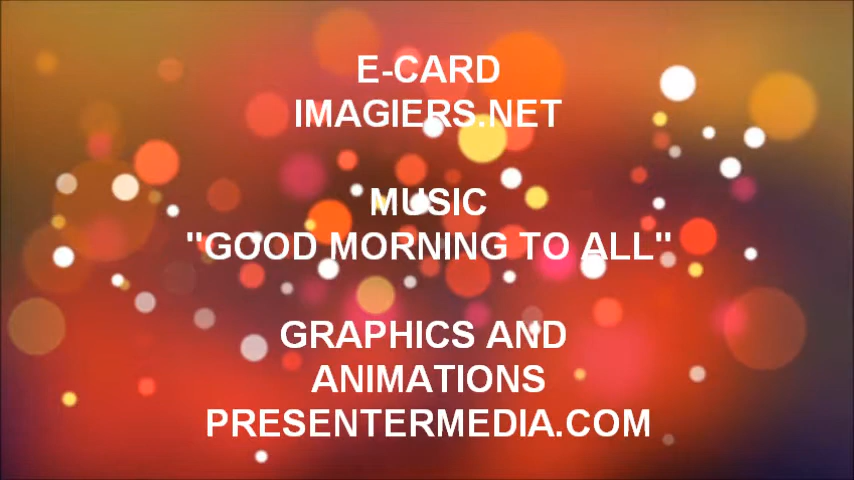 E-CARD
IMAGIERS.NET
MUSIC
"GOOD MORNING TO ALL"
GRAPHICS AND
ANIMATIONS
PRESENTERMEDIA.COM